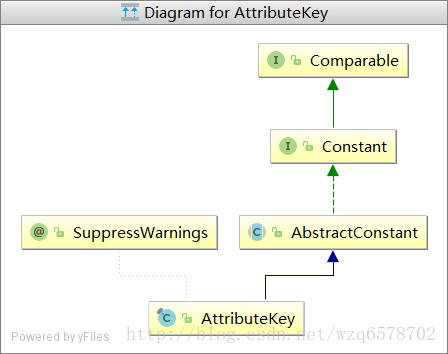 Diagram for AttributeKey
I Comparable
I Constant
@ SuppressWarnings
C AbstractConstant
C AttributeKey
Powered by yFiles
http://blog.csdn.net/wzq6578702